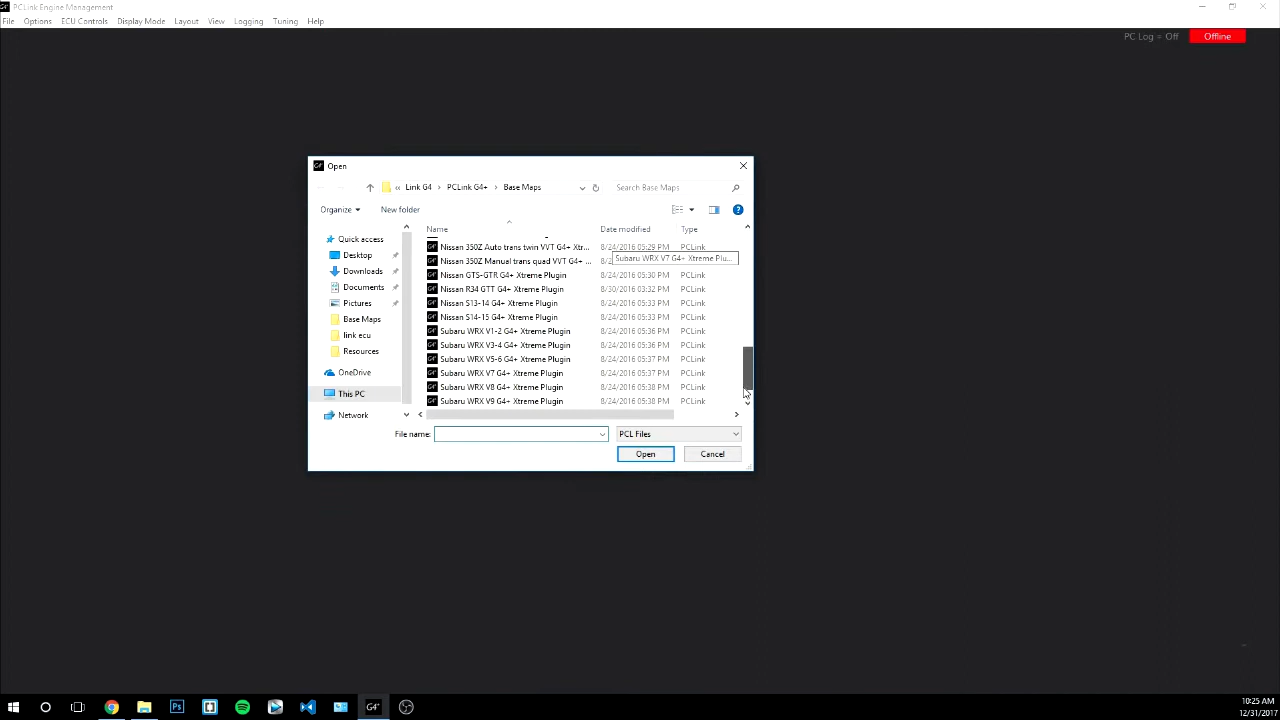 PCLink Engine Management
File Options ECU Controls Display Mode Layout View Logging Tuning Help
PC Log = Off Offline
G4+ Open
« Link G4 › PCLink G4+ › Base Maps Search Base Maps
Organize New folder
Name Date modified Type
Quick access
Desktop
Downloads
Documents
Pictures
Base Maps
link ecu
Resources
OneDrive
This PC
Network
Nissan 350Z Auto trans twin VVT G4+ Xtr... 8/24/2016 05:29 PM PCLink
Nissan 350Z Manual trans quad VVT G4+ ... 8/2
Subaru WRX V7 G4+ Xtreme Plu...
Nissan GTS-GTR G4+ Xtreme Plugin 8/24/2016 05:30 PM PCLink
Nissan R34 GTT G4+ Xtreme Plugin 8/30/2016 03:32 PM PCLink
Nissan S13-14 G4+ Xtreme Plugin 8/24/2016 05:33 PM PCLink
Nissan S14-15 G4+ Xtreme Plugin 8/24/2016 05:33 PM PCLink
Subaru WRX V1-2 G4+ Xtreme Plugin 8/24/2016 05:36 PM PCLink
Subaru WRX V3-4 G4+ Xtreme Plugin 8/24/2016 05:36 PM PCLink
Subaru WRX V5-6 G4+ Xtreme Plugin 8/24/2016 05:37 PM PCLink
Subaru WRX V7 G4+ Xtreme Plugin 8/24/2016 05:37 PM PCLink
Subaru WRX V8 G4+ Xtreme Plugin 8/24/2016 05:38 PM PCLink
Subaru WRX V9 G4+ Xtreme Plugin 8/24/2016 05:38 PM PCLink
File name: PCL Files
Open Cancel
Ps G4+ 10:25 AM
12/31/2017